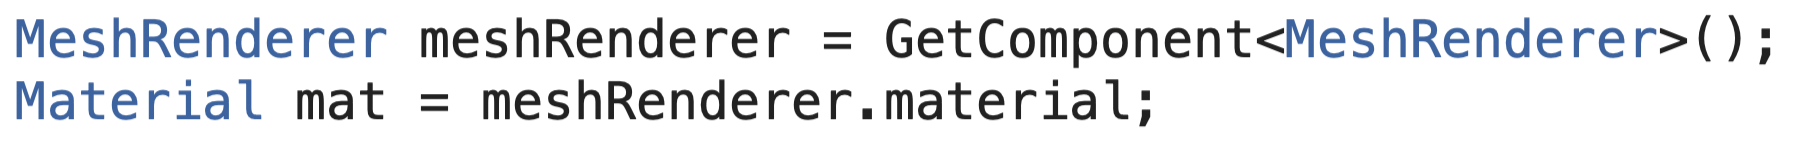 MeshRenderer meshRenderer = GetComponent<MeshRenderer>();
Material mat = meshRenderer.material;